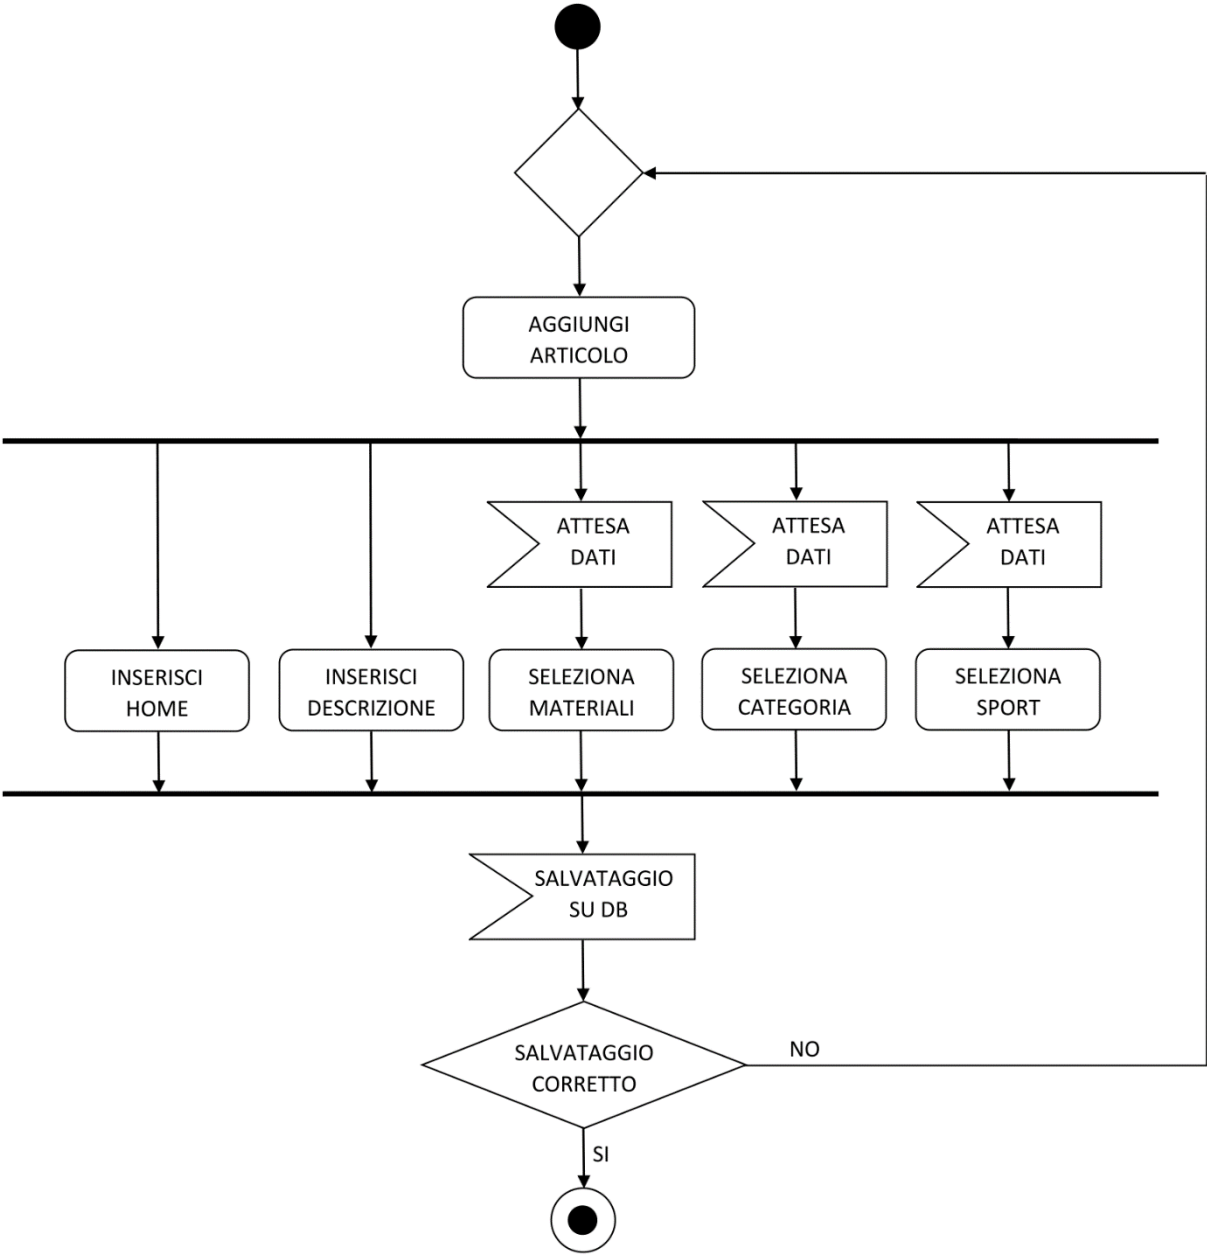 AGGIUNGI
ARTICOLO
ATTESA
DATI
ATTESA
DATI
ATTESA
DATI
INSERISCI
HOME
INSERISCI
DESCRIZIONE
SELEZIONA
MATERIALI
SELEZIONA
CATEGORIA
SELEZIONA
SPORT
SALVATAGGIO
SU DB
SALVATAGGIO
CORRETTO
NO
SI